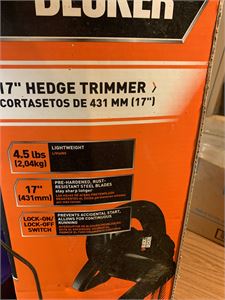 DECKER
17" HEDGE TRIMMER >
CORTASETOS DE 431 MM (17")
4.5 lbs
(2,04kg)
LIGHTWEIGHT
LIVIANO
17"
(431mm)
PRE-HARDENED, RUST-
RESISTANT STEEL BLADES
stay sharp longer
LOCK-ON/
LOCK-OFF
SWITCH
PREVENTS ACCIDENTAL START,
ALLOWS FOR CONTINUOUS
RUNNING